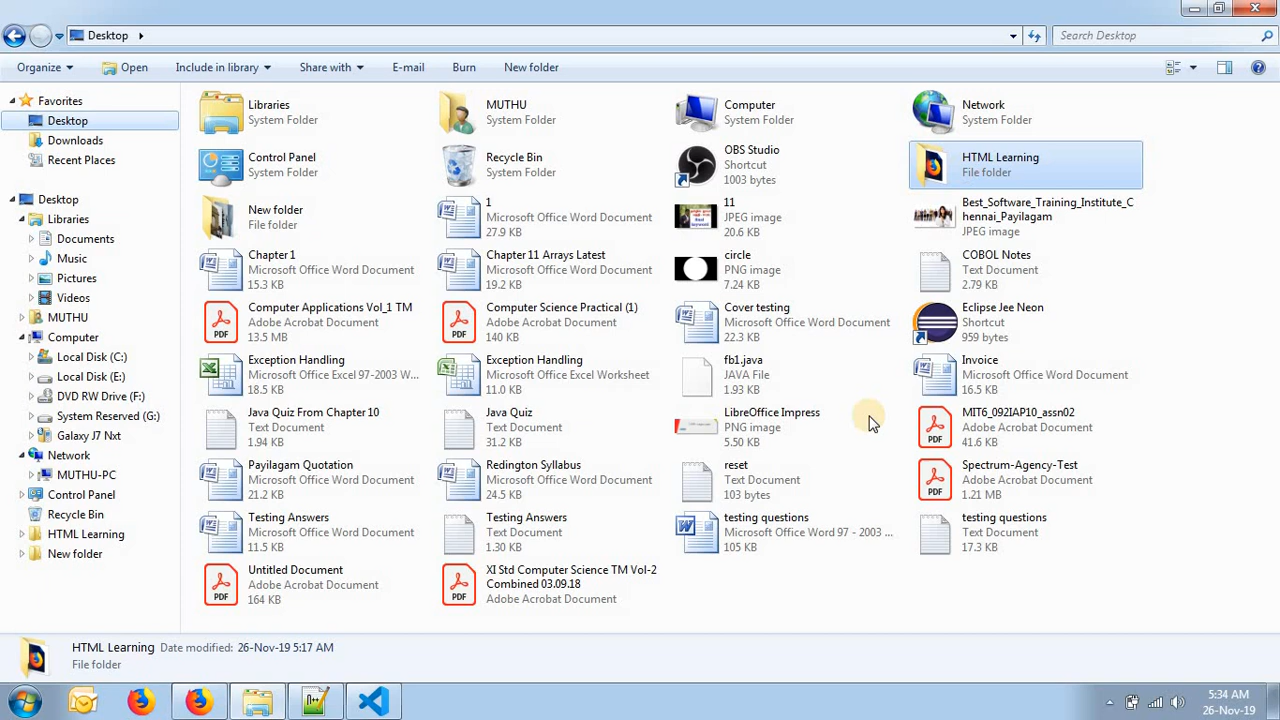 Desktop
Search Desktop
Organize
Open
Include in library
Share with
E-mail
Burn
New folder
Favorites
Desktop
Downloads
Recent Places
Desktop
Libraries
Documents
Music
Pictures
Videos
MUTHU
Computer
Local Disk (C:)
Local Disk (E:)
DVD RW Drive (F:)
System Reserved (G:)
Galaxy J7 Nxt
Network
MUTHU-PC
Control Panel
Recycle Bin
HTML Learning
New folder
Libraries
System Folder
MUTHU
System Folder
Computer
System Folder
Network
System Folder
Control Panel
System Folder
Recycle Bin
System Folder
OBS Studio
Shortcut
1003 bytes
HTML Learning
File folder
New folder
File folder
1
Microsoft Office Word Document
27.9 KB
11
JPEG image
20.6 KB
Best_Software_Training_Institute_C
hennai_Payilagam
JPEG image
Chapter 1
Microsoft Office Word Document
15.3 KB
Chapter 11 Arrays Latest
Microsoft Office Word Document
19.2 KB
circle
PNG image
7.24 KB
COBOL Notes
Text Document
2.79 KB
Computer Applications Vol_1 TM
Adobe Acrobat Document
13.5 MB
Computer Science Practical (1)
Adobe Acrobat Document
140 KB
Cover testing
Microsoft Office Word Document
22.3 KB
Eclipse Jee Neon
Shortcut
959 bytes
Exception Handling
Microsoft Office Excel 97-2003 W...
18.5 KB
Exception Handling
Microsoft Office Excel Worksheet
11.0 KB
fb1.java
JAVA File
1.93 KB
Invoice
Microsoft Office Word Document
16.5 KB
Java Quiz From Chapter 10
Text Document
1.94 KB
Java Quiz
Text Document
31.2 KB
LibreOffice Impress
PNG image
5.50 KB
MIT6_092IAP10_assn02
Adobe Acrobat Document
41.6 KB
Payilagam Quotation
Microsoft Office Word Document
21.2 KB
Redington Syllabus
Microsoft Office Word Document
24.5 KB
reset
Text Document
103 bytes
Spectrum-Agency-Test
Adobe Acrobat Document
1.21 MB
Testing Answers
Microsoft Office Word Document
11.5 KB
Testing Answers
Text Document
1.30 KB
testing questions
Microsoft Office Word 97 - 2003 ...
105 KB
testing questions
Text Document
17.3 KB
Untitled Document
Adobe Acrobat Document
164 KB
XI Std Computer Science TM Vol-2
Combined 03.09.18
Adobe Acrobat Document
HTML Learning Date modified: 26-Nov-19 5:17 AM
File folder
5:34 AM
26-Nov-19